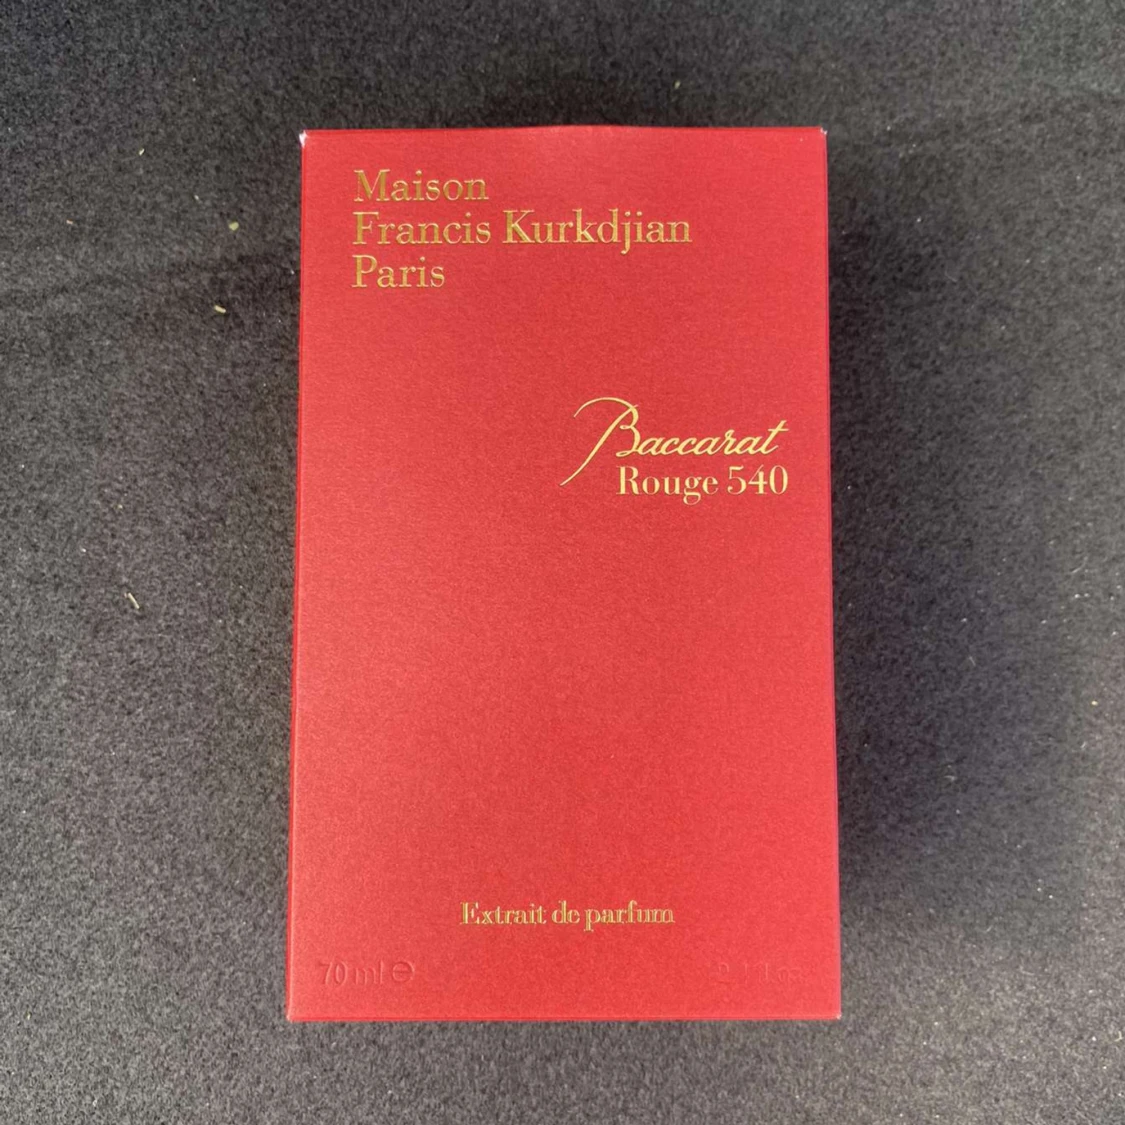 Maison
Francis Kurkdjian
Paris
Baccarat
Rouge 540
Extrait de parfum
70 ml ℮